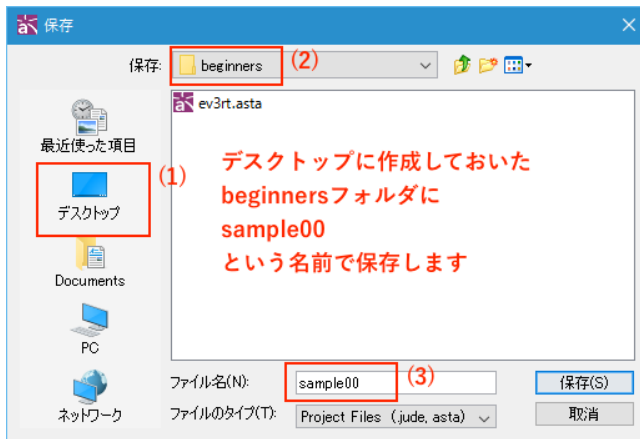 保存
保存:
beginners
(2)
ev3rt.asta
最近使った項目
(1)
デスクトップ
Documents
PC
ネットワーク
デスクトップに作成しておいた
beginnersフォルダに
sample00
という名前で保存します
ファイル名(N):
sample00
(3)
保存(S)
ファイルのタイプ(T):
Project Files (.jude, .asta)
取消